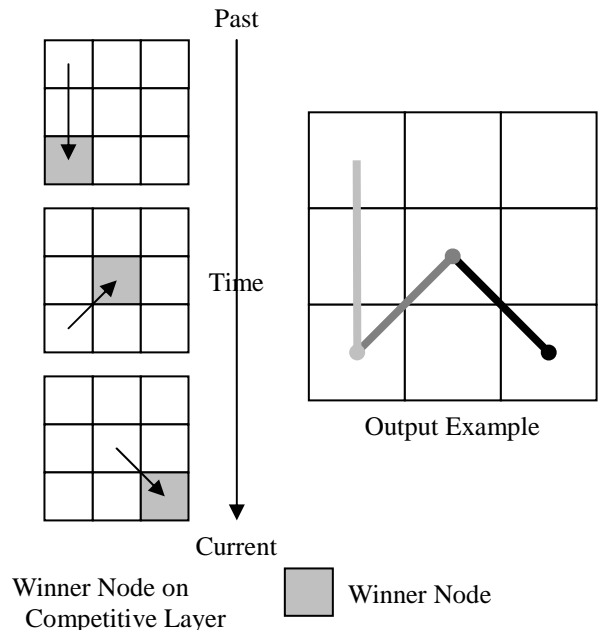 Past
Time
Output Example
Current
Winner Node on
Competitive Layer
Winner Node